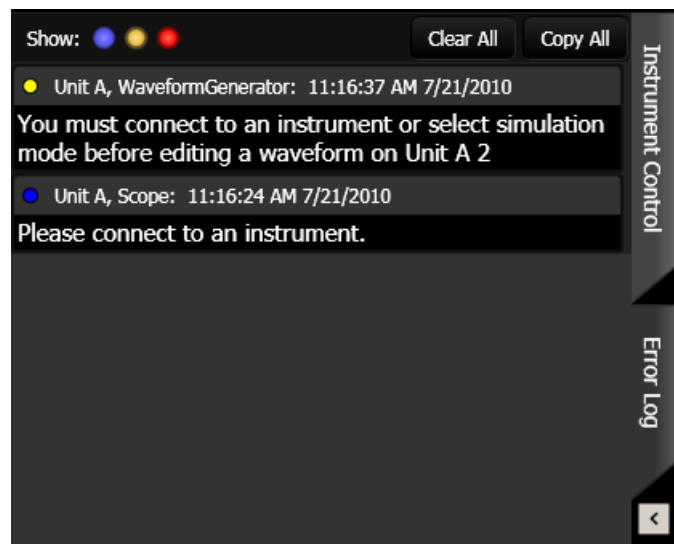 Show:
Clear All
Copy All
Unit A, WaveformGenerator: 11:16:37 AM 7/21/2010
You must connect to an instrument or select simulation
mode before editing a waveform on Unit A 2
Unit A, Scope: 11:16:24 AM 7/21/2010
Please connect to an instrument.
Instrument Control
Error Log